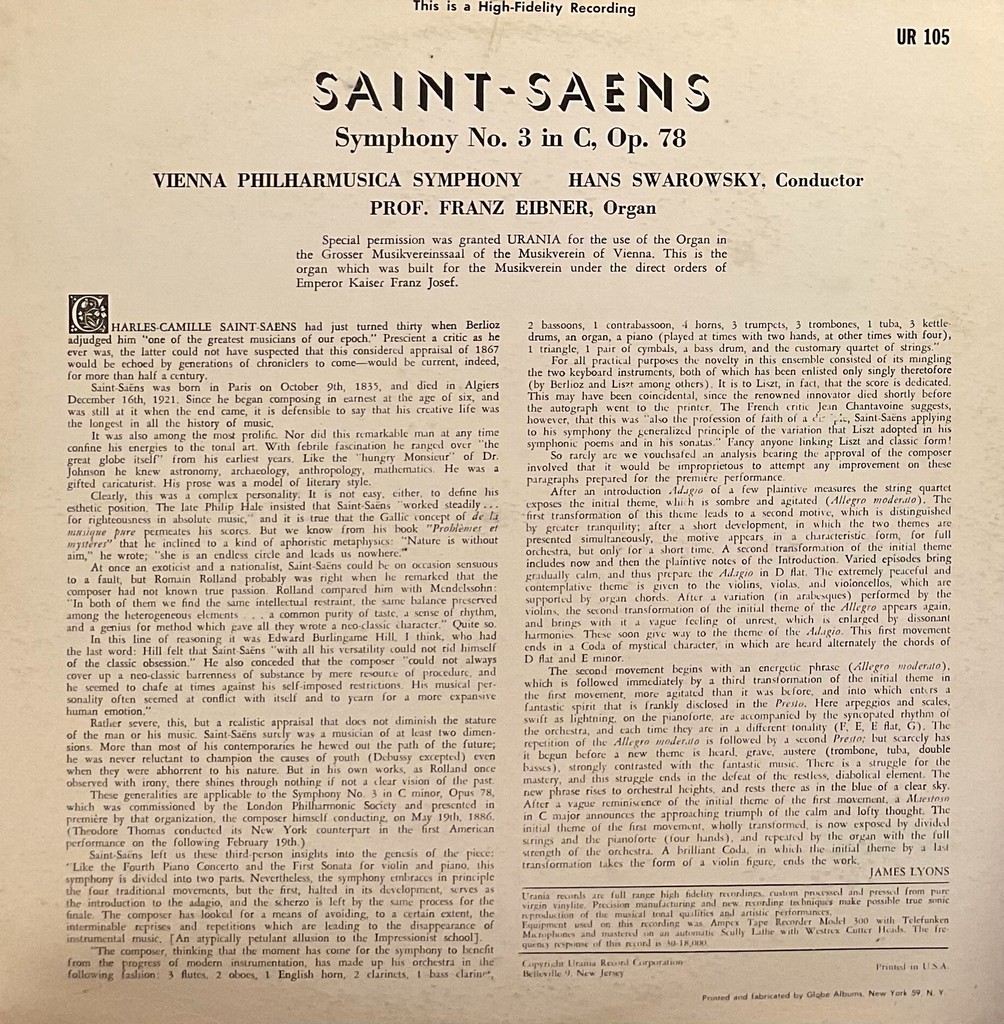 This is a High-Fidelity Recording
UR 105
SAINT-SAENS
Symphony No. 3 in C, Op. 78
VIENNA PHILHARMUSICA SYMPHONY HANS SWAROWSKY, Conductor
PROF. FRANZ EIBNER, Organ
Special permission was granted URANIA for the use of the Organ in
the Grosser Musikvereinssaal of the Musikverein of Vienna. This is the
organ which was built for the Musikverein under the direct orders of
Emperor Kaiser Franz Josef.
CHARLES-CAMILLE SAINT-SAENS had just turned thirty when Berlioz
adjudged him "one of the greatest musicians of our epoch." Prescient a critic as he
ever was, the latter could not have suspected that this considered appraisal of 1867
would be echoed by generations of chroniclers to come—would be current, indeed,
for more than half a century.
Saint-Saëns was born in Paris on October 9th, 1835, and died in Algiers
December 16th, 1921. Since he began composing in earnest at the age of six, and
was still at it when the end came, it is defensible to say that his creative life was
the longest in all the history of music.
It was also among the most prolific. Nor did this remarkable man at any time
confine his energies to the tonal art. With febrile fascination he ranged over "the
great globe itself" from his earliest years. Like the "hungry Monsieur" of Dr.
Johnson he knew astronomy, archaeology, anthropology, mathematics. He was a
gifted caricaturist. His prose was a model of literary style.
Clearly, this was a complex personality. It is not easy, either, to define his
esthetic position. The late Philip Hale insisted that Saint-Saëns "worked steadily . . .
for righteousness in absolute music," and it is true that the Gallic concept of de la
musique pure permeates his scores. But we know from his book "Problèmes et
mystères" that he inclined to a kind of aphoristic metaphysics: "Nature is without
aim," he wrote; "she is an endless circle and leads us nowhere."
At once an exoticist and a nationalist, Saint-Saëns could be on occasion sensuous
to a fault, but Romain Rolland probably was right when he remarked that the
composer had not known true passion. Rolland compared him with Mendelssohn:
"In both of them we find the same intellectual restraint, the same balance preserved
among the heterogeneous elements . . . a common purity of taste, a sense of rhythm,
and a genius for method which gave all they wrote a neo-classic character." Quite so.
In this line of reasoning it was Edward Burlingame Hill, I think, who had
the last word: Hill felt that Saint-Saëns "with all his versatility could not rid himself
of the classic obsession." He also conceded that the composer "could not always
cover up a neo-classic barrenness of substance by mere resource of procedure, and
he seemed to chafe at times against his self-imposed restrictions. His musical per-
sonality often seemed at conflict with itself and to yearn for a more expansive
human emotion."
Rather severe, this, but a realistic appraisal that does not diminish the stature
of the man or his music. Saint-Saëns surely was a musician of at least two dimen-
sions. More than most of his contemporaries he hewed out the path of the future;
he was never reluctant to champion the causes of youth (Debussy excepted) even
when they were abhorrent to his nature. But in his own works, as Rolland once
observed with irony, there shines through nothing if not a clear vision of the past.
These generalities are applicable to the Symphony No. 3 in C minor, Opus 78,
which was commissioned by the London Philharmonic Society and presented in
première by that organization, the composer himself conducting, on May 19th, 1886.
(Theodore Thomas conducted its New York counterpart in the first American
performance on the following February 19th.)
Saint-Saëns left us these third-person insights into the genesis of the piece:
"Like the Fourth Piano Concerto and the First Sonata for violin and piano, this
symphony is divided into two parts. Nevertheless, the symphony embraces in principle
the four traditional movements, but the first, halted in its development, serves as
the introduction to the adagio, and the scherzo is left by the same process for the
finale. The composer has looked for a means of avoiding, to a certain extent, the
interminable reprises and repetitions which are leading to the disappearance of
instrumental music. [An atypically petulant allusion to the Impressionist school].
"The composer, thinking that the moment has come for the symphony to benefit
from the progress of modern instrumentation, has made up his orchestra in the
following fashion: 3 flutes, 2 oboes, 1 English horn, 2 clarinets, 1 bass clarinet,
2 bassoons, 1 contrabassoon, 4 horns, 3 trumpets, 3 trombones, 1 tuba, 3 kettle-
drums, an organ, a piano (played at times with two hands, at other times with four),
1 triangle, 1 pair of cymbals, a bass drum, and the customary quartet of strings."
For all practical purposes the novelty in this ensemble consisted of its mingling
the two keyboard instruments, both of which has been enlisted only singly theretofore
(by Berlioz and Liszt among others). It is to Liszt, in fact, that the score is dedicated.
This may have been coincidental, since the renowned innovator died shortly before
the autograph went to the printer. The French critic Jean Chantavoine suggests,
however, that this was "also the profession of faith of a Saint-Saëns applying
to his symphony the generalized principle of the variation that Liszt adopted in his
symphonic poems and in his sonatas." Fancy anyone linking Liszt and classic form!
So rarely are we vouchsafed an analysis bearing the approval of the composer
involved that it would be improprietous to attempt any improvement on these
paragraphs prepared for the première performance.
After an introduction Adagio of a few plaintive measures the string quartet
exposes the initial theme, which is sombre and agitated (Allegro moderato). The
first transformation of this theme leads to a second motive, which is distinguished
by greater tranquility; after a short development, in which the two themes are
presented simultaneously, the motive appears in a characteristic form, for full
orchestra, but only for a short time. A second transformation of the initial theme
includes now and then the plaintive notes of the Introduction. Varied episodes bring
gradually calm, and thus prepare the Adagio in D flat. The extremely peaceful and
contemplative theme is given to the violins, violas, and violoncellos, which are
supported by organ chords. After a variation (in arabesques) performed by the
violins, the second transformation of the initial theme of the Allegro appears again,
and brings with it a vague feeling of unrest, which is enlarged by dissonant
harmonies. These soon give way to the theme of the Adagio. This first movement
ends in a Coda of mystical character, in which are heard alternately the chords of
D flat and E minor.
The second movement begins with an energetic phrase (Allegro moderato),
which is followed immediately by a third transformation of the initial theme in
the first movement, more agitated than it was before, and into which enters a
fantastic spirit that is frankly disclosed in the Presto. Here arpeggios and scales,
swift as lightning, on the pianoforte, are accompanied by the syncopated rhythm of
the orchestra, and each time they are in a different tonality (F, E, E flat, G). The
repetition of the Allegro moderato is followed by a second Presto; but scarcely has
it begun before a new theme is heard, grave, austere (trombone, tuba, double
basses), strongly contrasted with the fantastic music. There is a struggle for the
mastery, and this struggle ends in the defeat of the restless, diabolical element. The
new phrase rises to orchestral heights, and rests there as in the blue of a clear sky.
After a vague reminiscence of the initial theme of the first movement, a Maestoso
in C major announces the approaching triumph of the calm and lofty thought. The
initial theme of the first movement, wholly transformed, is now exposed by divided
strings and the pianoforte (four hands), and repeated by the organ with the full
strength of the orchestra. A brilliant Coda, in which the initial theme by a last
transformation takes the form of a violin figure, ends the work.
JAMES LYONS
Urania records are full range high fidelity recordings, custom processed and pressed from pure
virgin vinylite. Precision manufacturing and new recording techniques make possible true sonic
reproduction of the musical tonal qualities and artistic performances.
Equipment used on this recording was Ampex Tape Recorder Model 300 with Telefunken
Microphones and mastered on an automatic Scully Lathe with Westrex Cutter Heads. The fre-
quency response of this record is 30-18,000.
Copyright Urania Record Corporation
Belleville 9, New Jersey
Printed in U.S.A.
Printed and fabricated by Globe Albums, New York 59, N. Y.